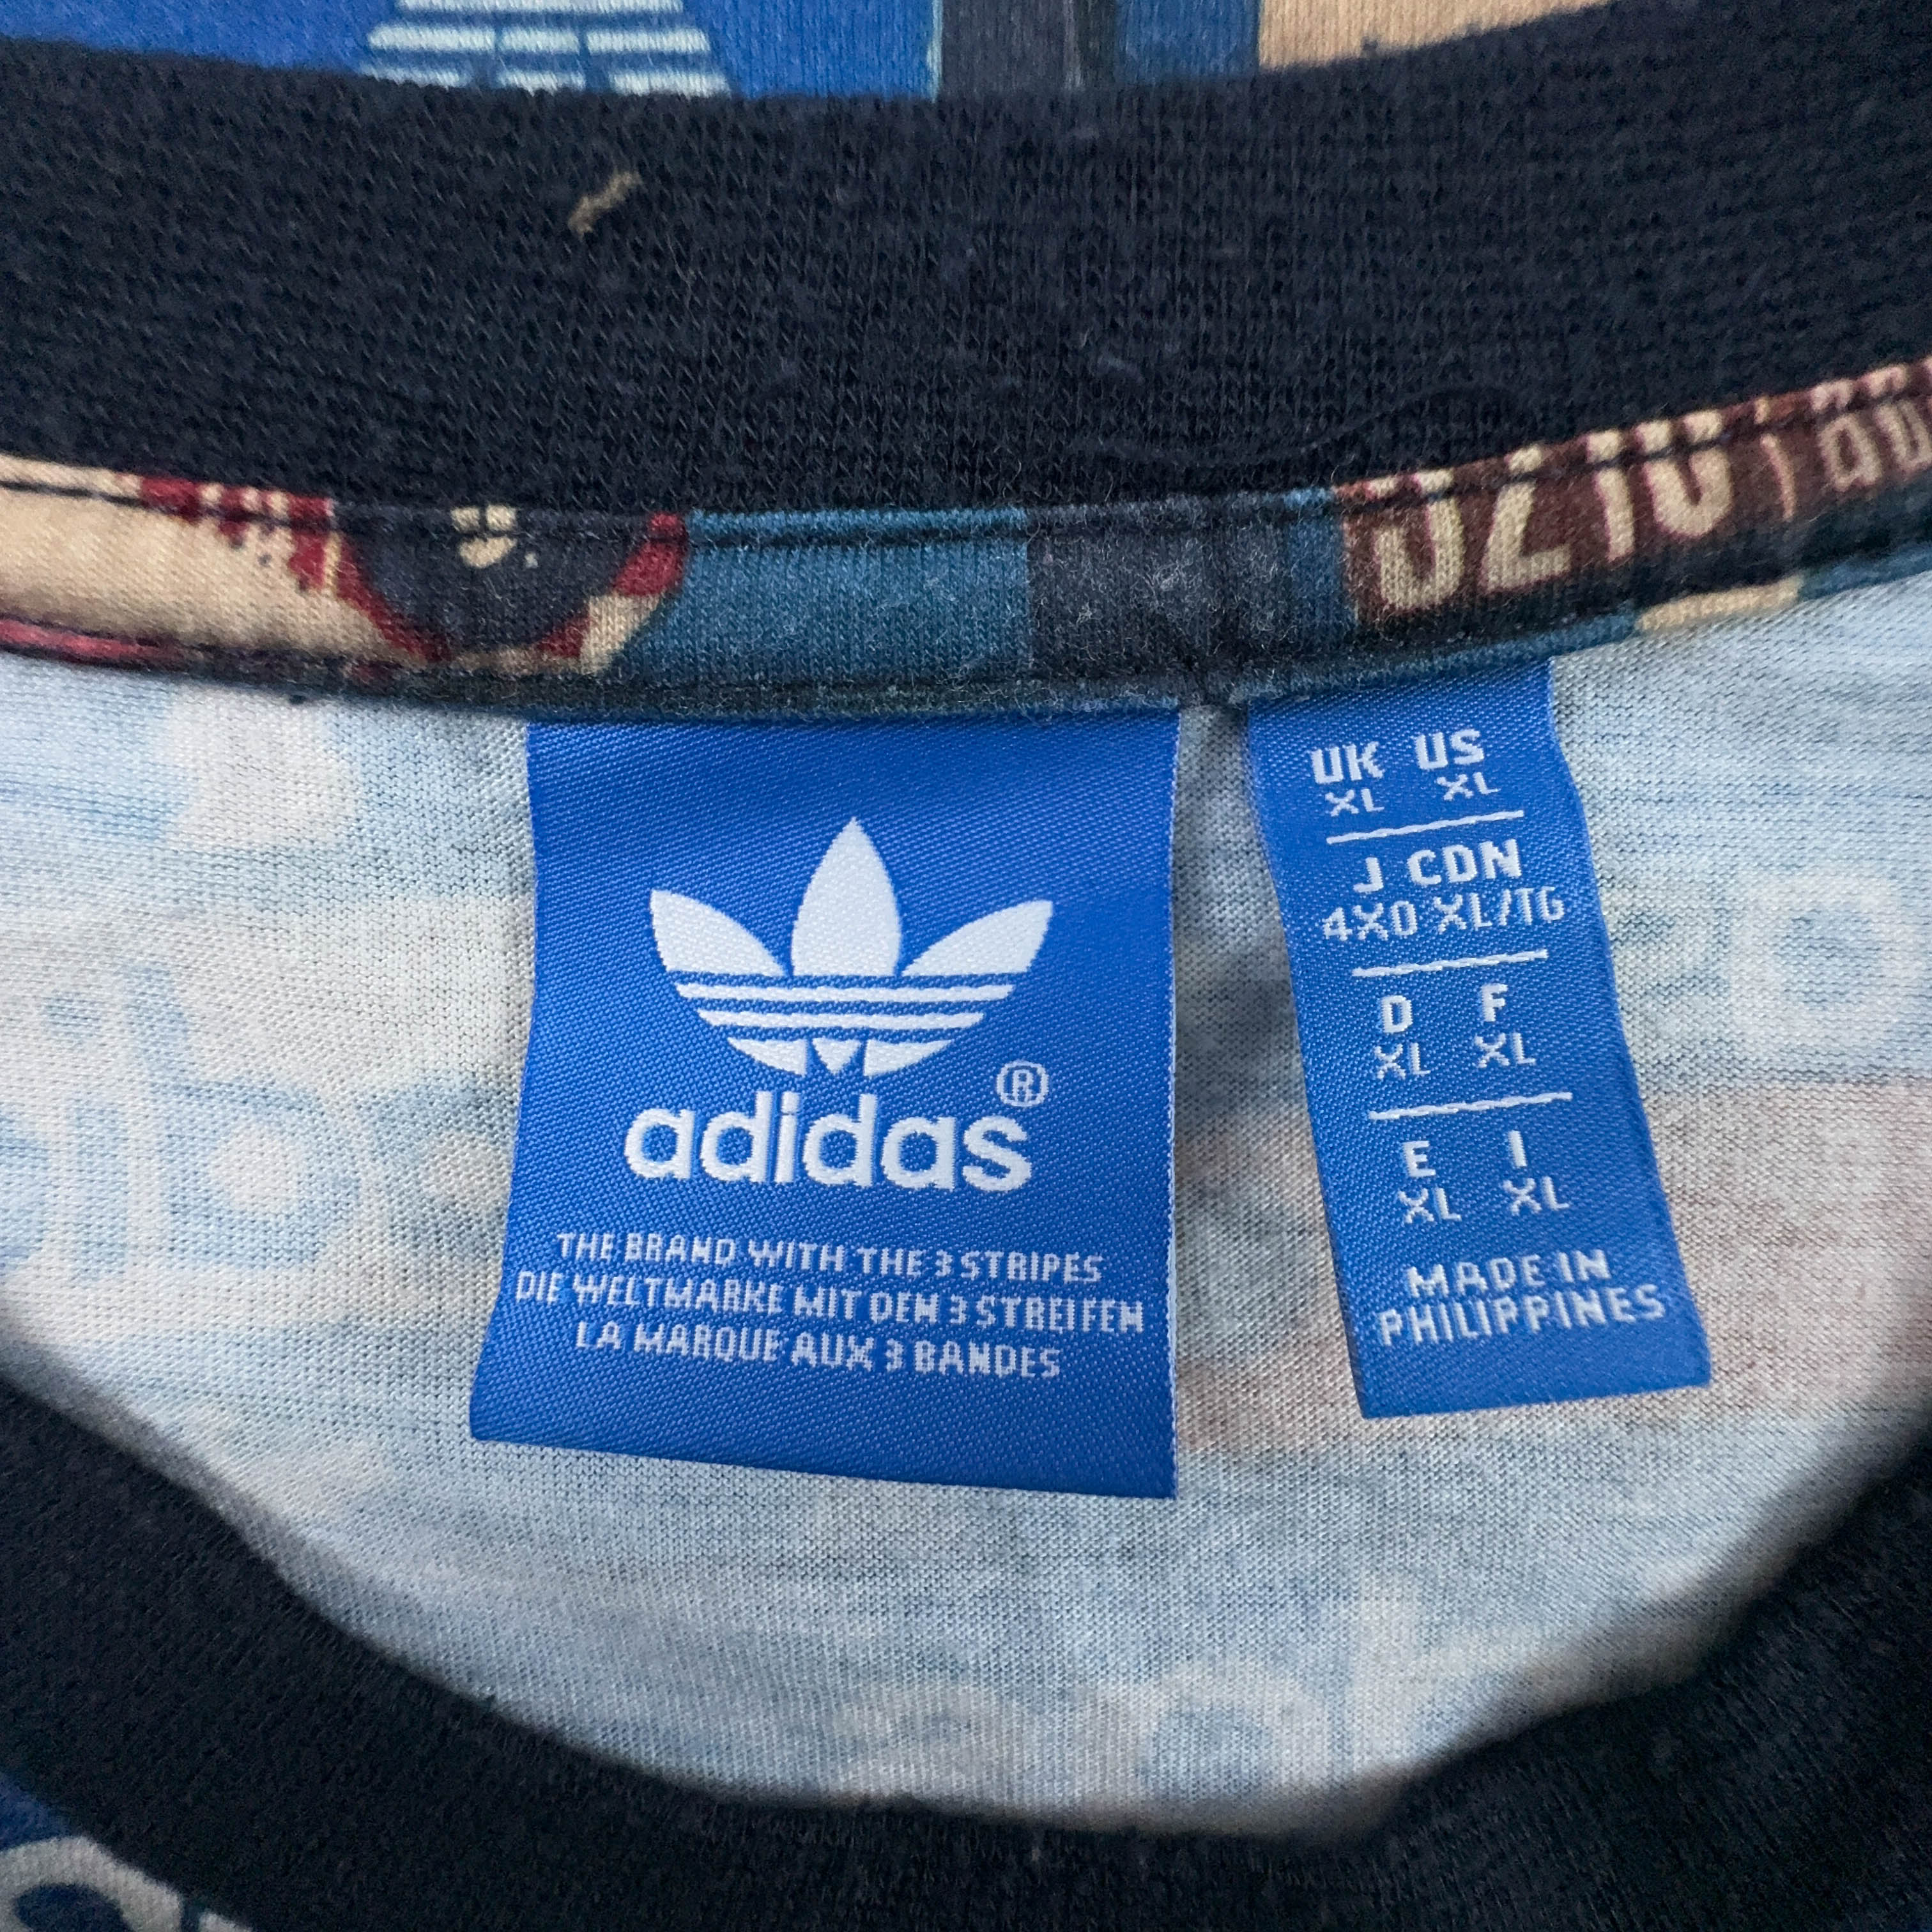 adidas®
THE BRAND WITH THE 3 STRIPES
DIE WELTMARKE MIT DEN 3 STREIFEN
LA MARQUE AUX 3 BANDES
UK US
XL XL
J CDN
4XO XL/TG
D F
XL XL
E I
XL XL
MADE IN
PHILIPPINES